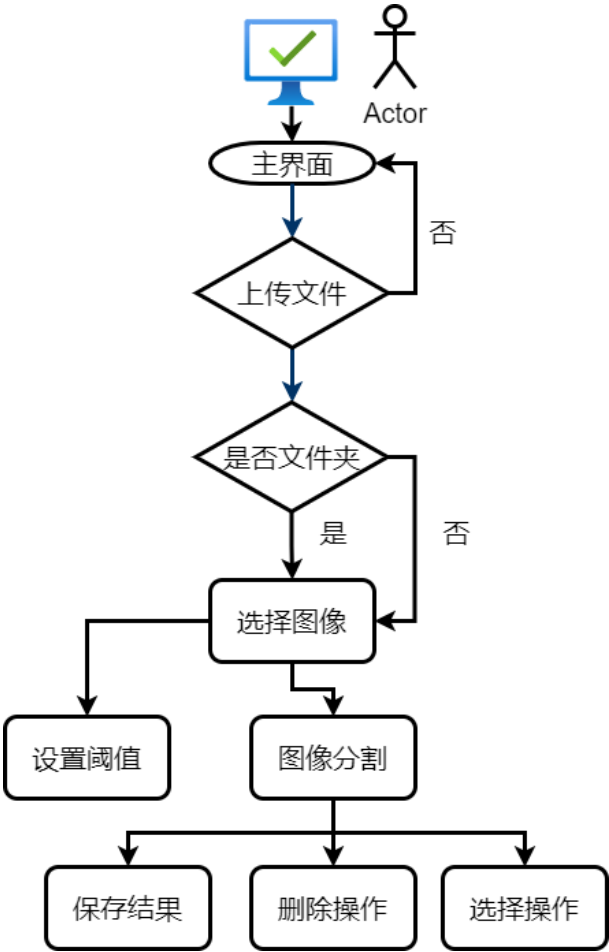 Actor
主界面
否
上传文件
是否文件夹
是
否
选择图像
设置阈值
图像分割
保存结果
删除操作
选择操作